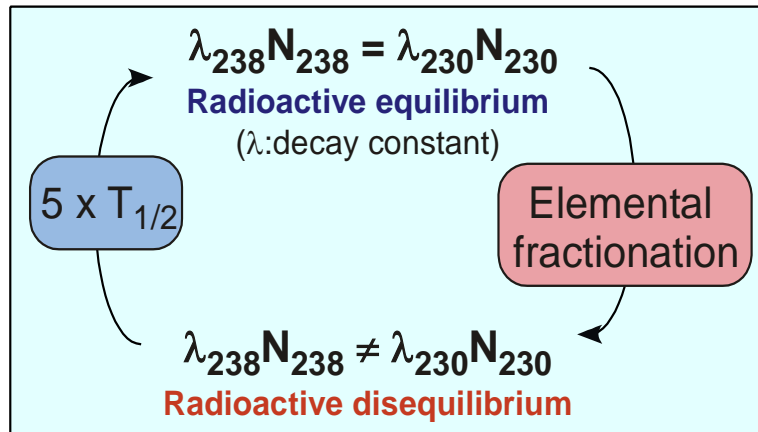 λ₂₃₈N₂₃₈ = λ₂₃₀N₂₃₀
Radioactive equilibrium
(λ:decay constant)
5 x T₁/₂
Elemental
fractionation
λ₂₃₈N₂₃₈ ≠ λ₂₃₀N₂₃₀
Radioactive disequilibrium